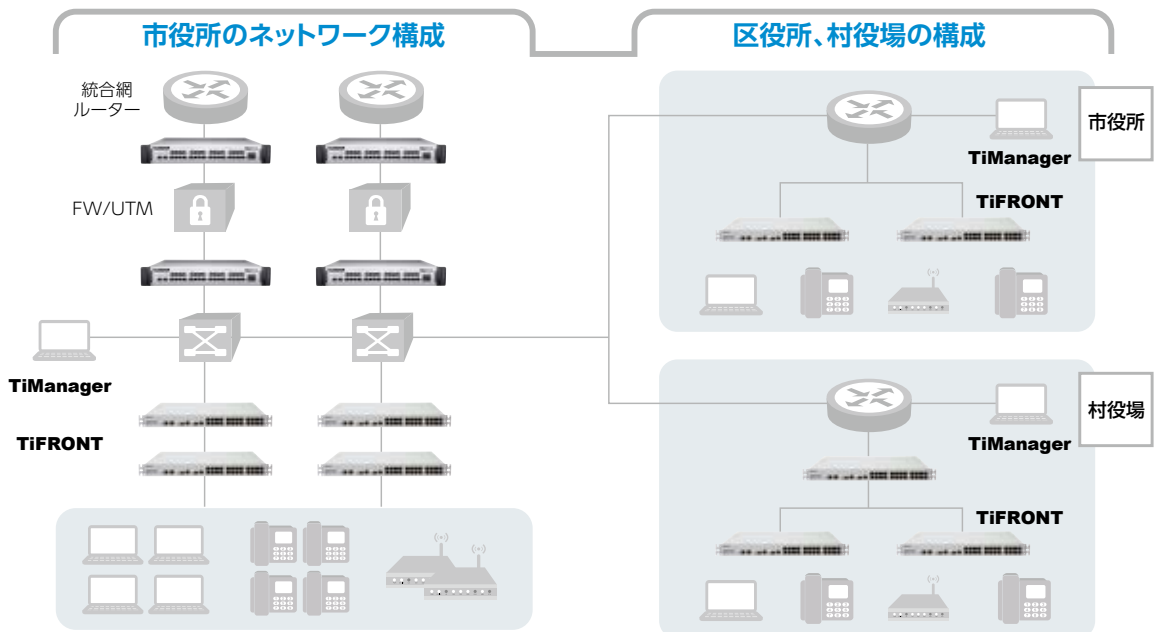 市役所のネットワーク構成
統合網
ルーター
FW/UTM
TiManager
TiFRONT
区役所、村役場の構成
市役所
TiManager
TiFRONT
村役場
TiManager
TiFRONT